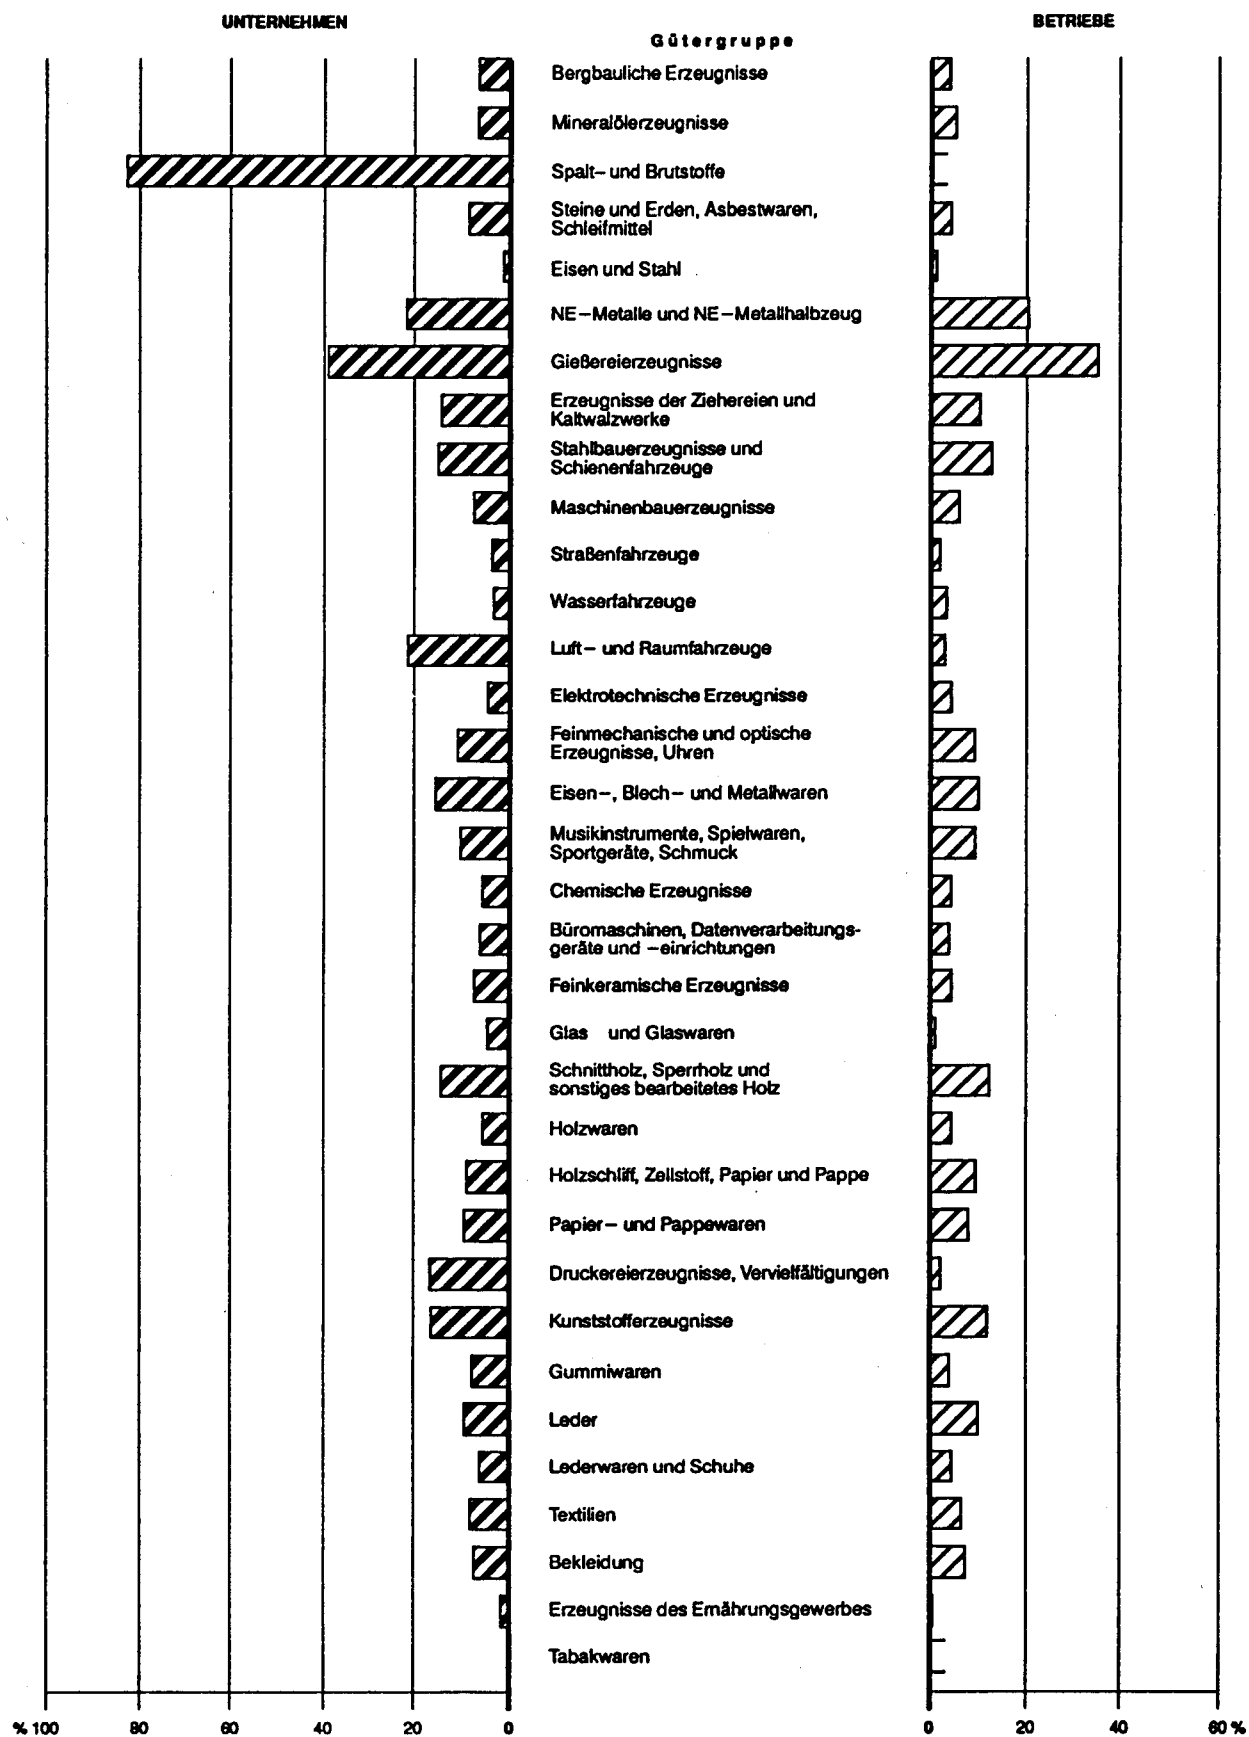 UNTERNEHMEN
BETRIEBE
Gütergruppe
Bergbauliche Erzeugnisse
Mineralölerzeugnisse
Spalt- und Brutstoffe
Steine und Erden, Asbestwaren,
Schleifmittel
Eisen und Stahl
NE-Metalle und NE-Metallhalbzeug
Gießereierzeugnisse
Erzeugnisse der Ziehereien und
Kaltwalzwerke
Stahlbauerzeugnisse und
Schienenfahrzeuge
Maschinenbauerzeugnisse
Straßenfahrzeuge
Wasserfahrzeuge
Luft- und Raumfahrzeuge
Elektrotechnische Erzeugnisse
Feinmechanische und optische
Erzeugnisse, Uhren
Eisen-, Blech- und Metallwaren
Musikinstrumente, Spielwaren,
Sportgeräte, Schmuck
Chemische Erzeugnisse
Büromaschinen, Datenverarbeitungs-
geräte und -einrichtungen
Feinkeramische Erzeugnisse
Glas und Glaswaren
Schnittholz, Sperrholz und
sonstiges bearbeitetes Holz
Holzwaren
Holzschliff, Zellstoff, Papier und Pappe
Papier- und Pappewaren
Druckereierzeugnisse, Vervielfältigungen
Kunststofferzeugnisse
Gummiwaren
Leder
Lederwaren und Schuhe
Textilien
Bekleidung
Erzeugnisse des Ernährungsgewerbes
Tabakwaren
% 100 80 60 40 20 0
0 20 40 60 %